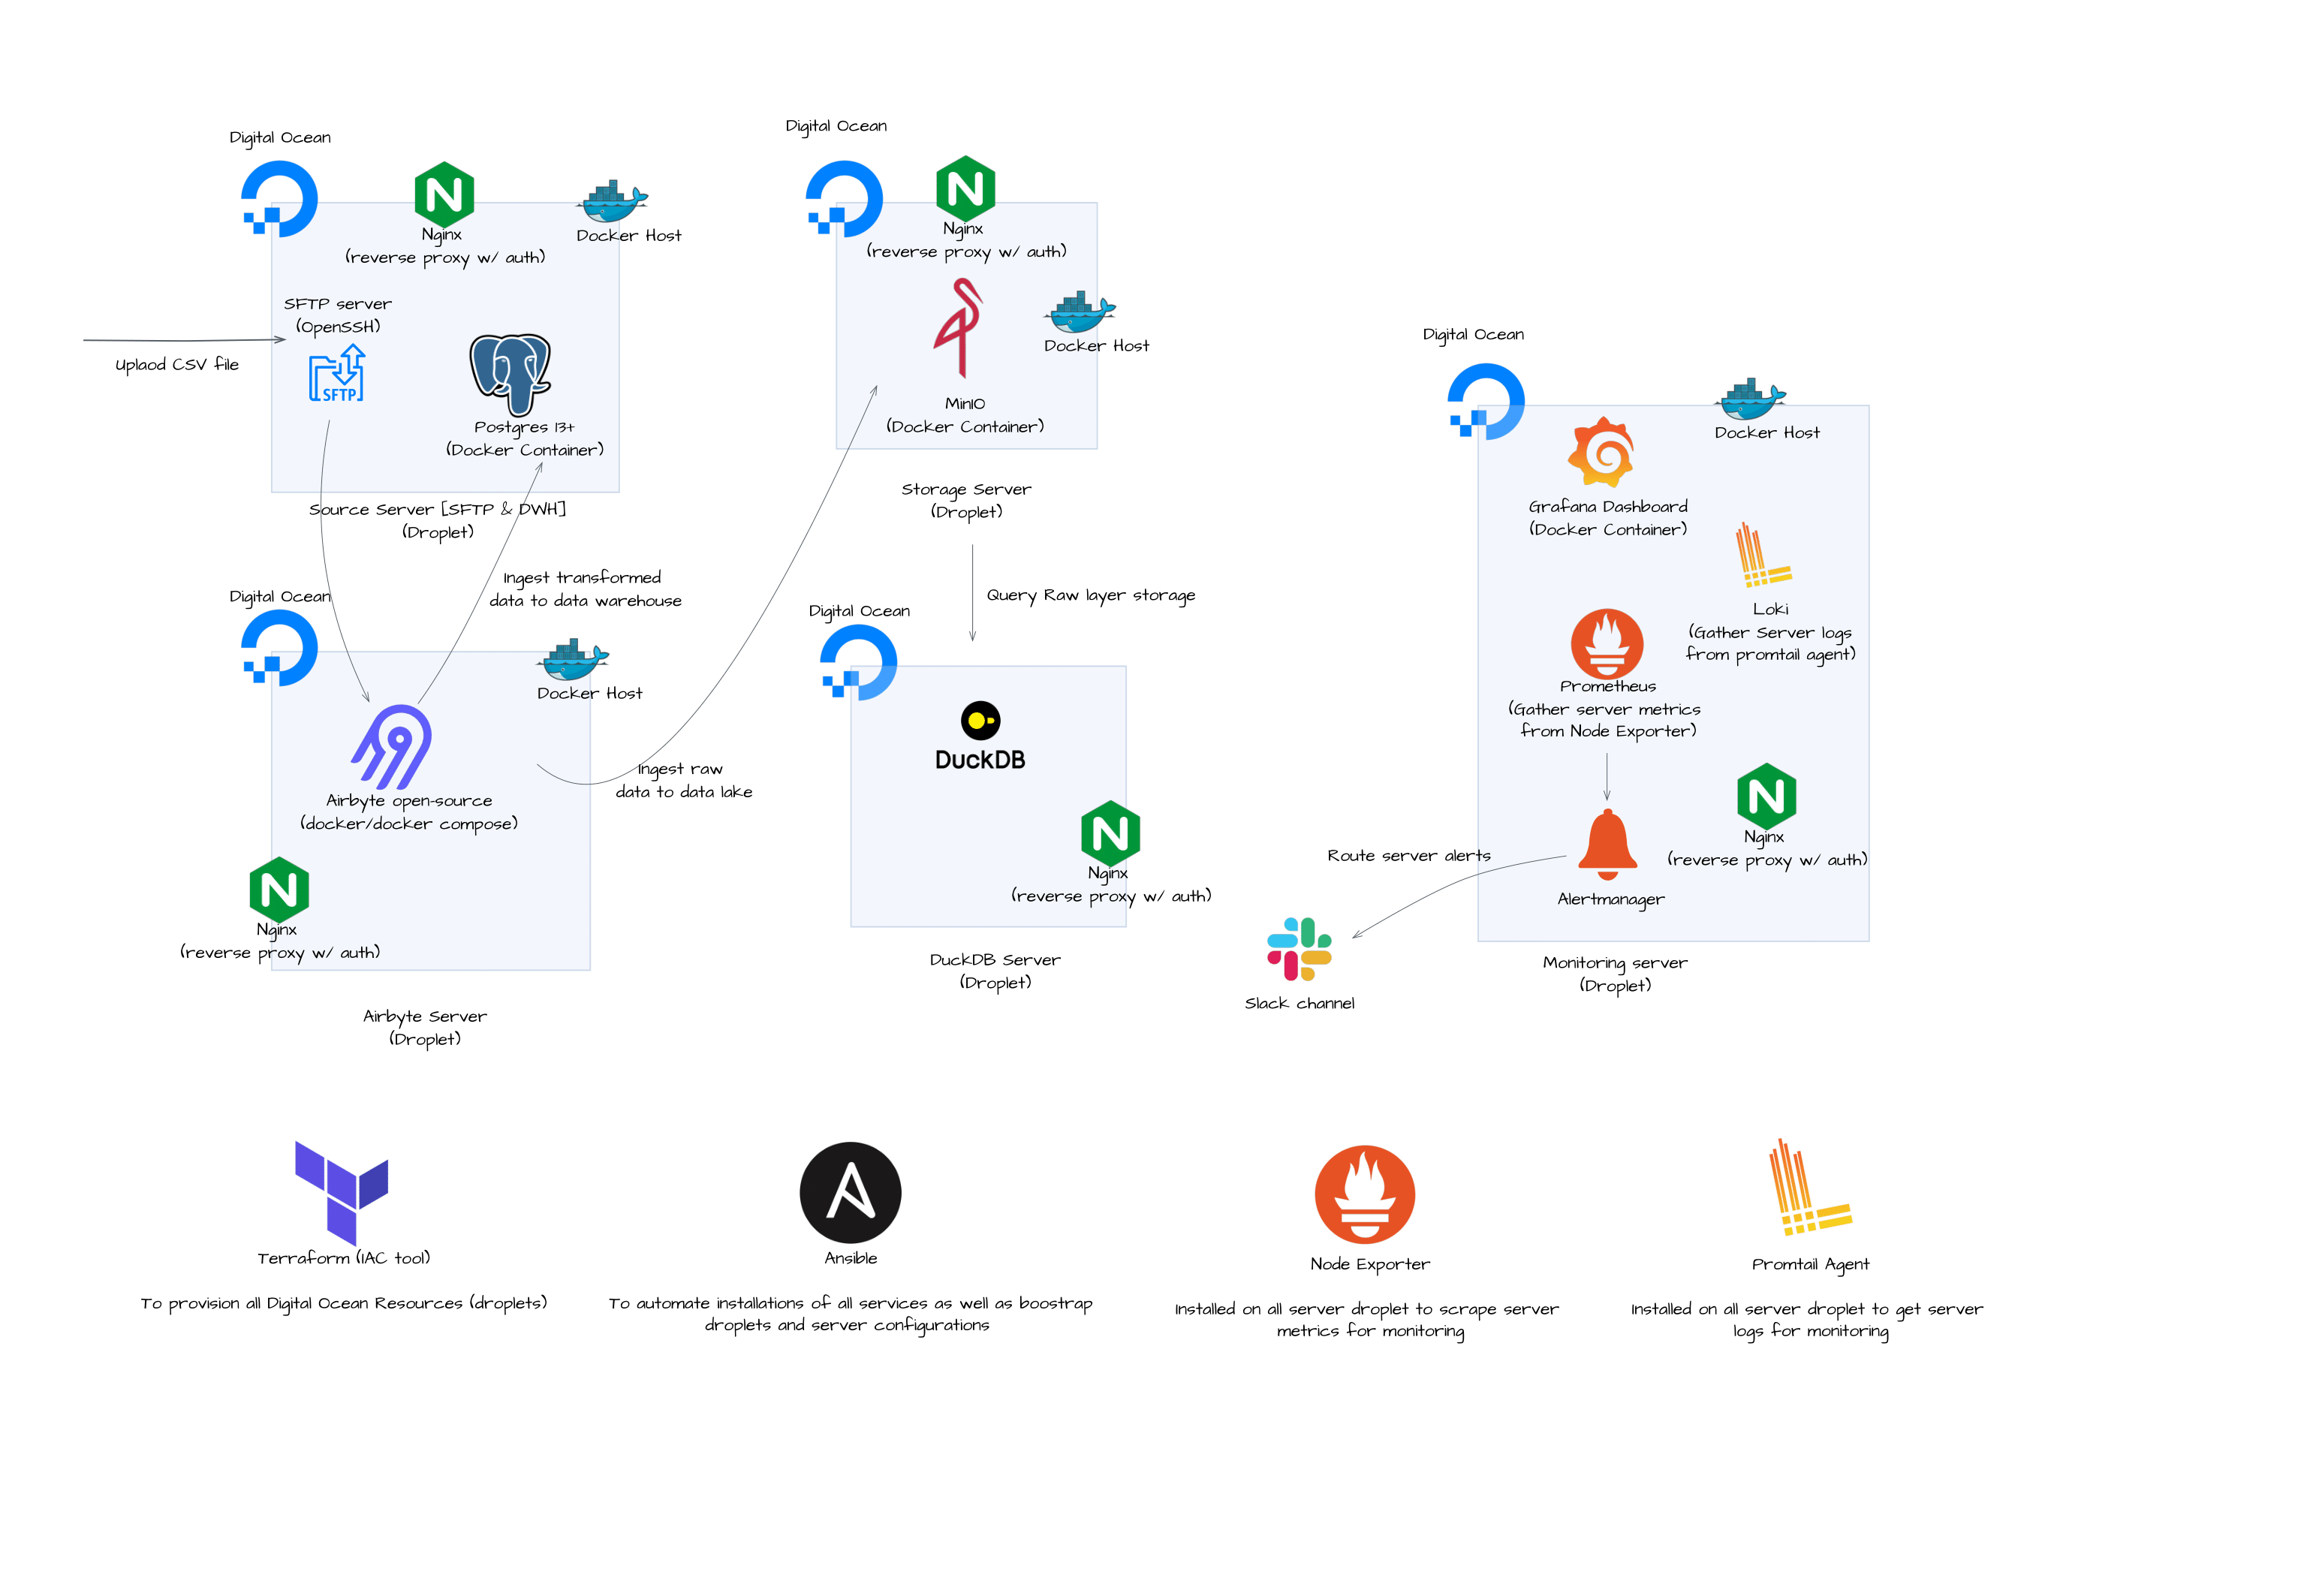 Digital Ocean
Nginx
(reverse proxy w/ auth)
Docker Host
SFTP server
(OpenSSH)
SFTP
Uplaod CSV file
Postgres 13+
(Docker Container)
Source Server [SFTP & DWH]
(Droplet)
Digital Ocean
Nginx
(reverse proxy w/ auth)
Docker Host
MinIO
(Docker Container)
Storage Server
(Droplet)
Ingest transformed
data to data warehouse
Query Raw layer storage
Digital Ocean
Docker Host
Airbyte open-source
(docker/docker compose)
Nginx
(reverse proxy w/ auth)
Airbyte Server
(Droplet)
Ingest raw
data to data lake
Digital Ocean
DuckDB
Nginx
(reverse proxy w/ auth)
DuckDB Server
(Droplet)
Digital Ocean
Docker Host
Grafana Dashboard
(Docker Container)
Loki
(Gather Server logs
from promtail agent)
Prometheus
(Gather server metrics
from Node Exporter)
Nginx
(reverse proxy w/ auth)
Route server alerts
Alertmanager
Slack channel
Monitoring server
(Droplet)
Terraform (IAC tool)
To provision all Digital Ocean Resources (droplets)
Ansible
To automate installations of all services as well as boostrap
droplets and server configurations
Node Exporter
Installed on all server droplet to scrape server
metrics for monitoring
Promtail Agent
Installed on all server droplet to get server
logs for monitoring